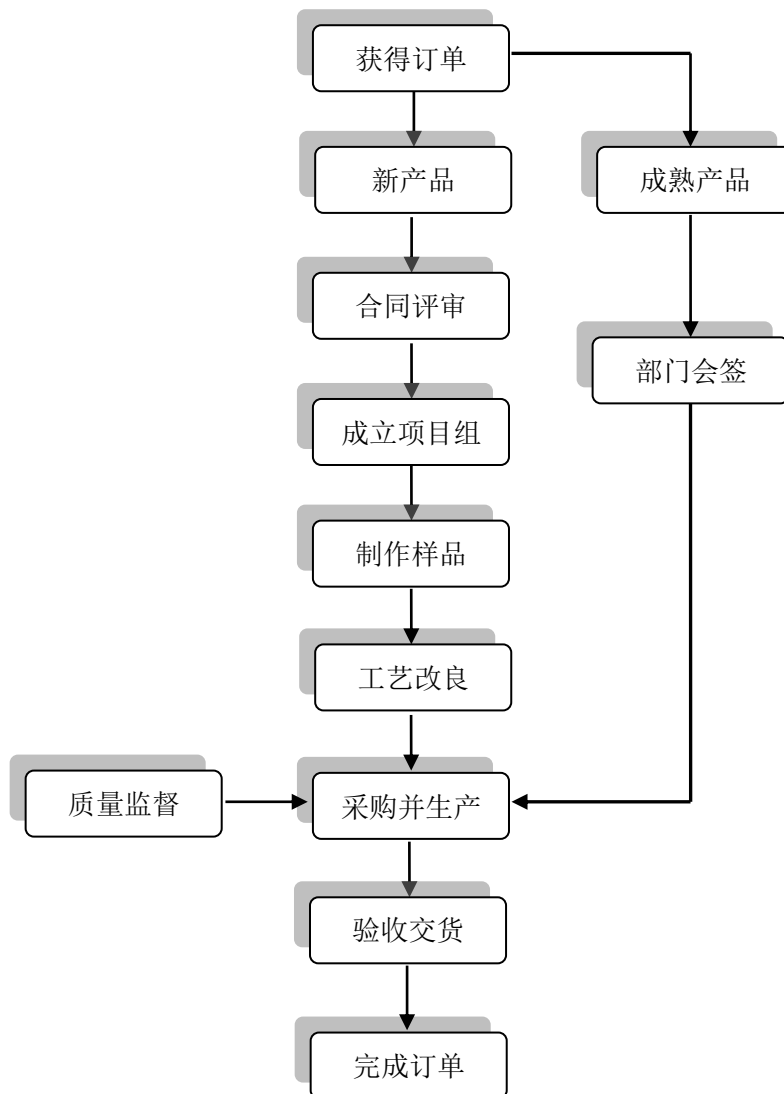 获得订单
新产品
成熟产品
合同评审
部门会签
成立项目组
制作样品
工艺改良
质量监督
采购并生产
验收交货
完成订单